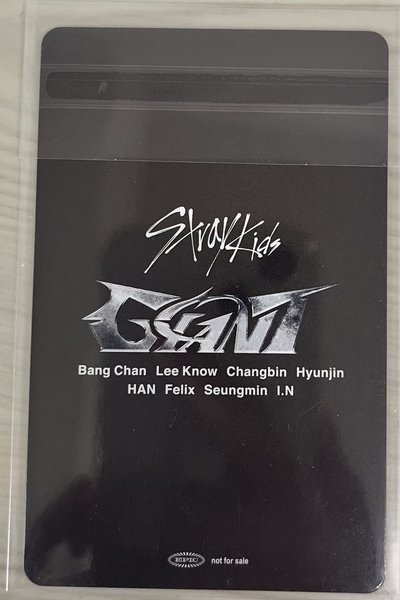 Stray Kids
GIANT
Bang Chan Lee Know Changbin Hyunjin
HAN Felix Seungmin I.N
EPIC not for sale